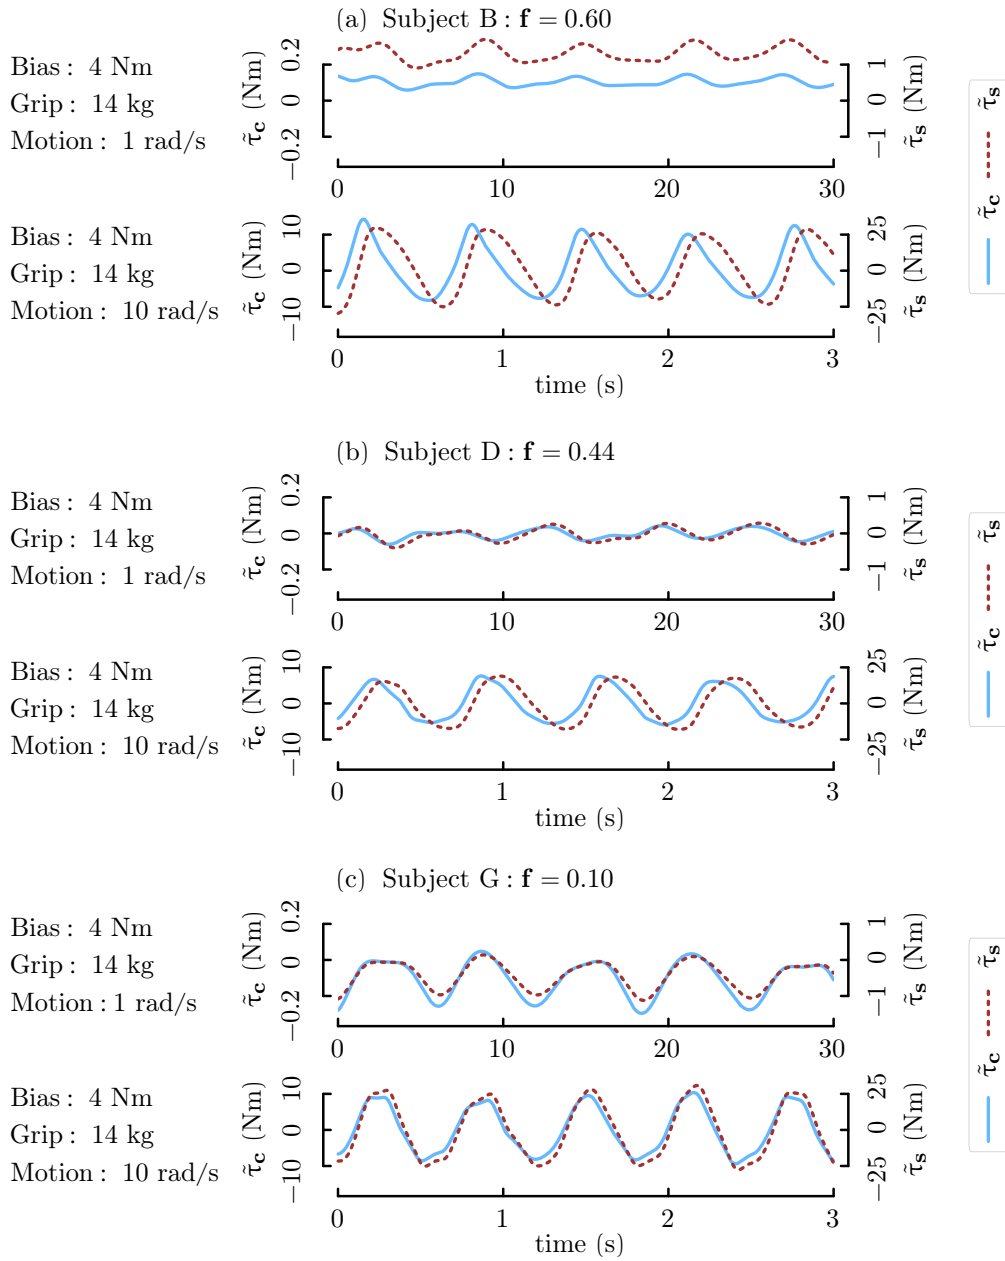 (a) Subject B : f = 0.60
Bias : 4 Nm
Grip : 14 kg
Motion : 1 rad/s
τ̃c (Nm)
0.2
0
−0.2
1
0
−1
τ̃s (Nm)
0 10 20 30
Bias : 4 Nm
Grip : 14 kg
Motion : 10 rad/s
τ̃c (Nm)
10
0
−10
25
0
−25
τ̃s (Nm)
0 1 2 3
time (s)
τ̃c τ̃s
(b) Subject D : f = 0.44
Bias : 4 Nm
Grip : 14 kg
Motion : 1 rad/s
τ̃c (Nm)
0.2
0
−0.2
1
0
−1
τ̃s (Nm)
0 10 20 30
Bias : 4 Nm
Grip : 14 kg
Motion : 10 rad/s
τ̃c (Nm)
10
0
−10
25
0
−25
τ̃s (Nm)
0 1 2 3
time (s)
τ̃c τ̃s
(c) Subject G : f = 0.10
Bias : 4 Nm
Grip : 14 kg
Motion : 1 rad/s
τ̃c (Nm)
0.2
0
−0.2
1
0
−1
τ̃s (Nm)
0 10 20 30
Bias : 4 Nm
Grip : 14 kg
Motion : 10 rad/s
τ̃c (Nm)
10
0
−10
25
0
−25
τ̃s (Nm)
0 1 2 3
time (s)
τ̃c τ̃s